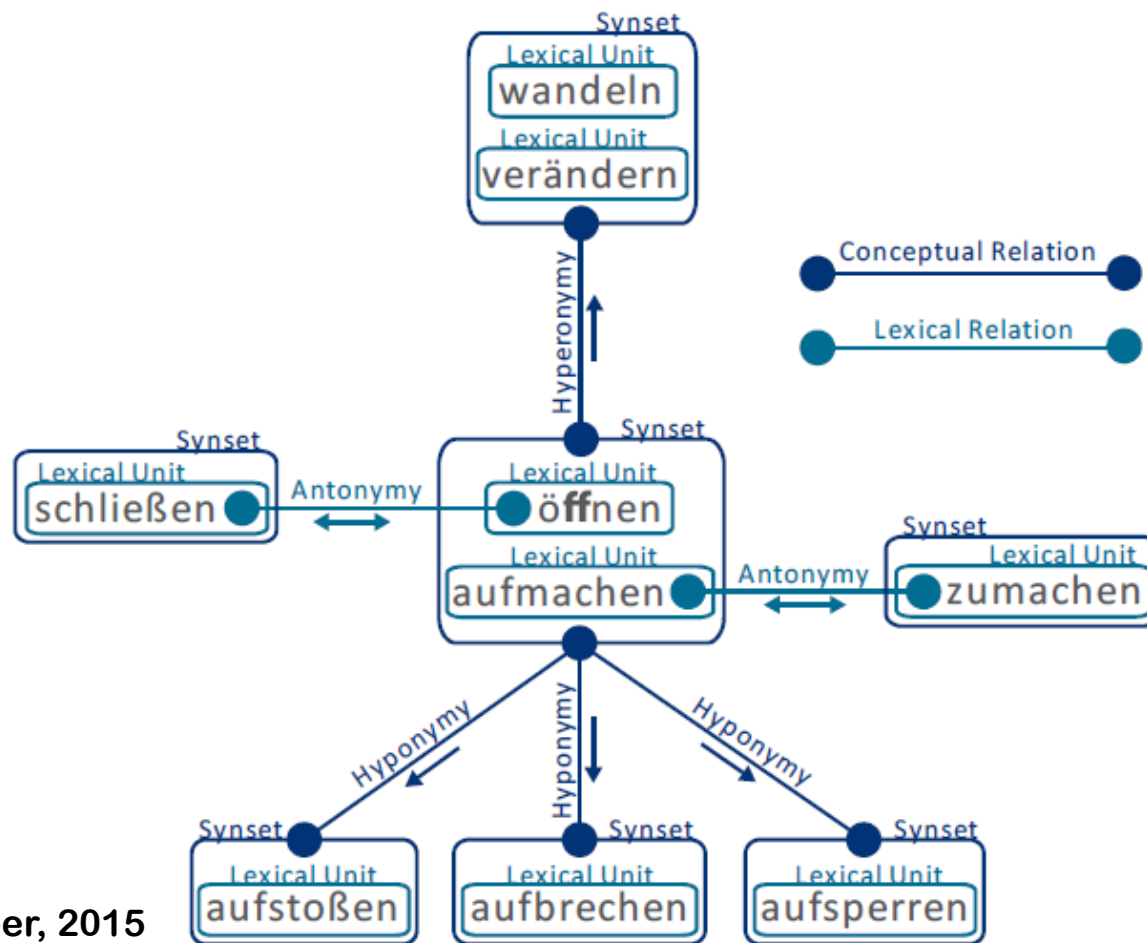 Synset
Lexical Unit
wandeln
Lexical Unit
verändern
Conceptual Relation
Lexical Relation
Hyperonymy
Synset
Lexical Unit
schließen
Antonymy
Synset
Lexical Unit
öffnen
Lexical Unit
aufmachen
Antonymy
Synset
Lexical Unit
zumachen
Hyponymy
Hyponymy
Hyponymy
Synset
Lexical Unit
aufstoßen
Synset
Lexical Unit
aufbrechen
Synset
Lexical Unit
aufsperren
er, 2015